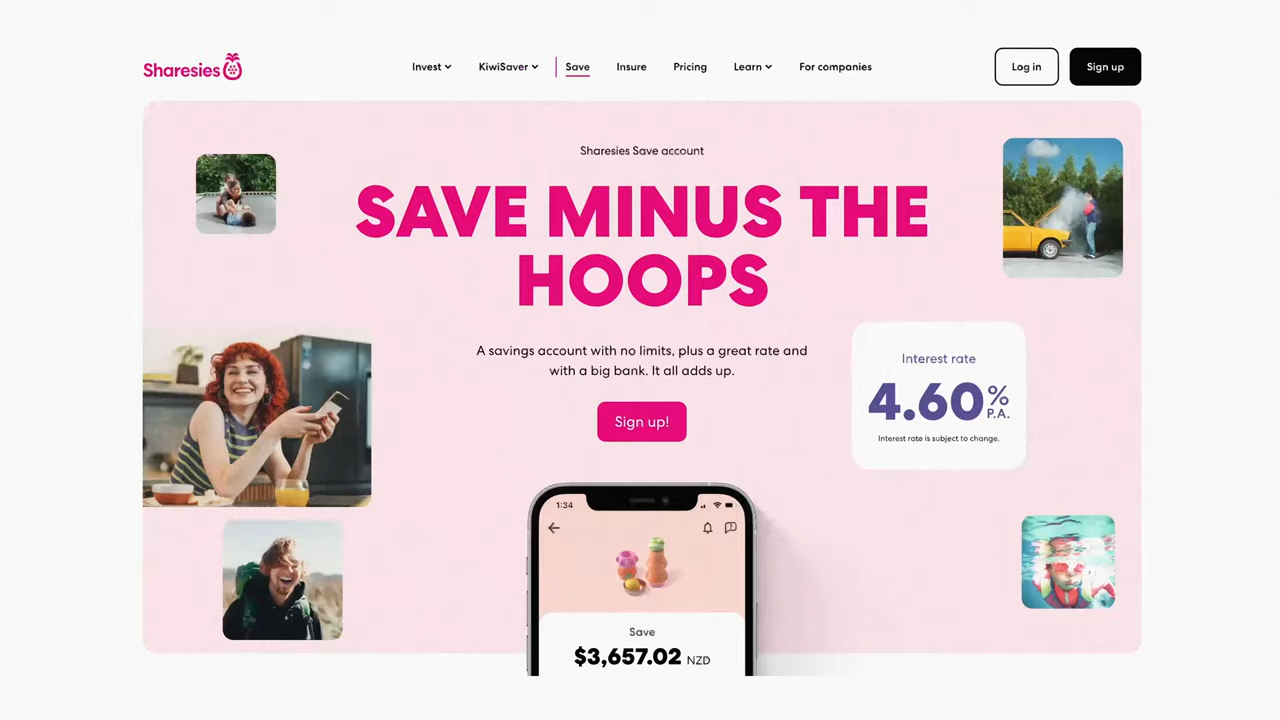 Sharesies
Invest
KiwiSaver
Save
Insure
Pricing
Learn
For companies
Log in
Sign up
Sharesies Save account
SAVE MINUS THE
HOOPS
A savings account with no limits, plus a great rate and
with a big bank. It all adds up.
Sign up!
Interest rate
4.60%
P.A.
Interest rate is subject to change.
1:34
Save
$3,657.02 NZD